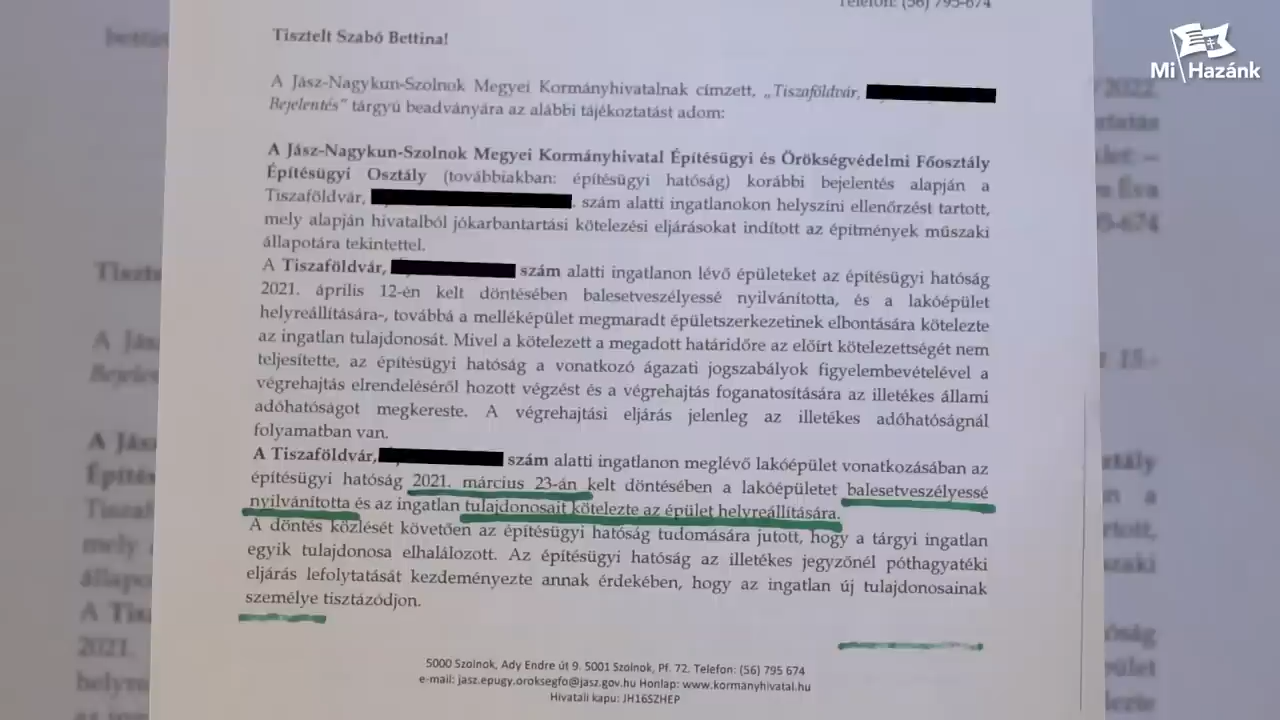 Telefon: (56) 795-674
Mi Hazánk
Tisztelt Szabó Bettina!
A Jász-Nagykun-Szolnok Megyei Kormányhivatalnak címzett, „Tiszaföldvár,
Bejelentés” tárgyú beadványára az alábbi tájékoztatást adom:
A Jász-Nagykun-Szolnok Megyei Kormányhivatal Építésügyi és Örökségvédelmi Főosztály
Építésügyi Osztály (továbbiakban: építésügyi hatóság) korábbi bejelentés alapján a
Tiszaföldvár, . szám alatti ingatlanokon helyszíni ellenőrzést tartott,
mely alapján hivatalból jókarbantartási kötelezési eljárásokat indított az építmények műszaki
állapotára tekintettel.
A Tiszaföldvár, szám alatti ingatlanon lévő épületeket az építésügyi hatóság
2021. április 12-én kelt döntésében balesetveszélyessé nyilvánította, és a lakóépület
helyreállítására-, továbbá a melléképület megmaradt épületszerkezetinek elbontására kötelezte
az ingatlan tulajdonosát. Mivel a kötelezett a megadott határidőre az előírt kötelezettségét nem
teljesítette, az építésügyi hatóság a vonatkozó ágazati jogszabályok figyelembevételével a
végrehajtás elrendeléséről hozott végzést és a végrehajtás foganatosítására az illetékes állami
adóhatóságot megkereste. A végrehajtási eljárás jelenleg az illetékes adóhatóságnál
folyamatban van.
A Tiszaföldvár, szám alatti ingatlanon meglévő lakóépület vonatkozásában az
építésügyi hatóság 2021. március 23-án kelt döntésében a lakóépületet balesetveszélyessé
nyilvánította és az ingatlan tulajdonosait kötelezte az épület helyreállítására.
A döntés közlését követően az építésügyi hatóság tudomására jutott, hogy a tárgyi ingatlan
egyik tulajdonosa elhalálozott. Az építésügyi hatóság az illetékes jegyzőnél póthagyatéki
eljárás lefolytatását kezdeményezte annak érdekében, hogy az ingatlan új tulajdonosainak
személye tisztázódjon.
5000 Szolnok, Ady Endre út 9. 5001 Szolnok, Pf. 72. Telefon: (56) 795 674
e-mail: jasz.epugy.oroksegfo@jasz.gov.hu Honlap: www.kormanyhivatal.hu
Hivatali kapu: JH16SZHEP